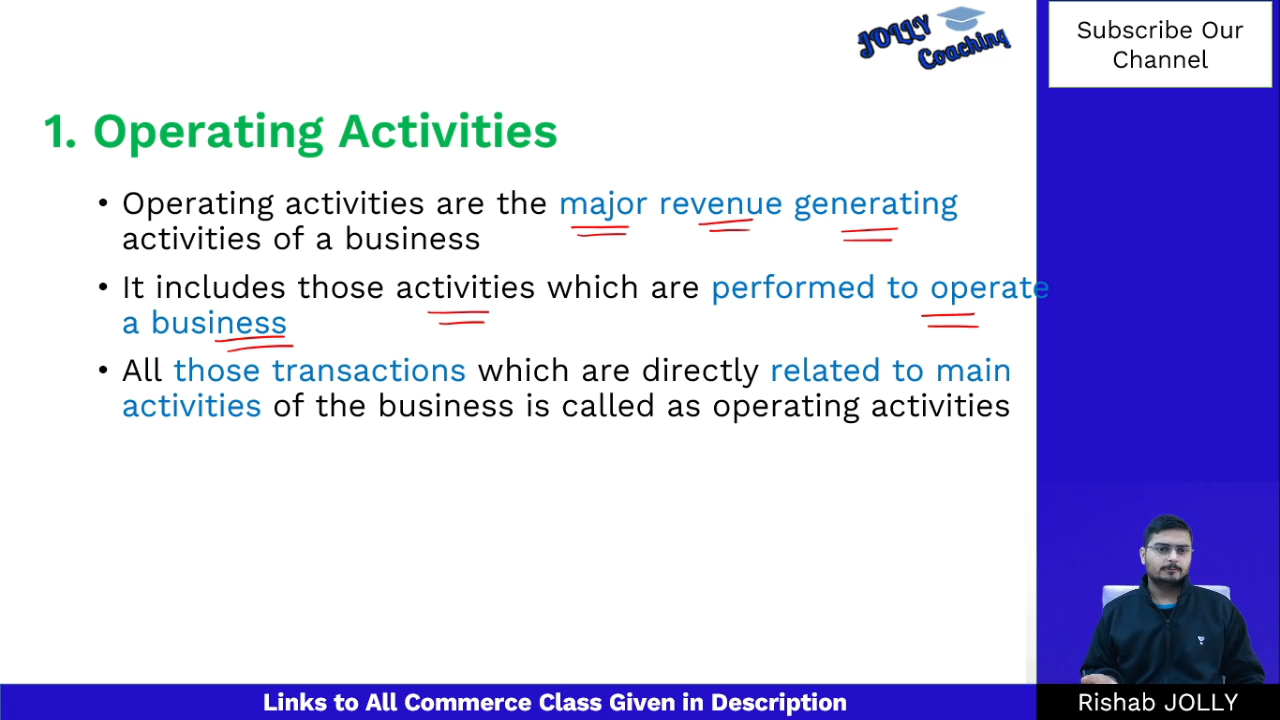 JOLLY
Coaching
Subscribe Our
Channel
1. Operating Activities
• Operating activities are the major revenue generating
activities of a business
• It includes those activities which are performed to operate
a business
• All those transactions which are directly related to main
activities of the business is called as operating activities
Links to All Commerce Class Given in Description
Rishab JOLLY